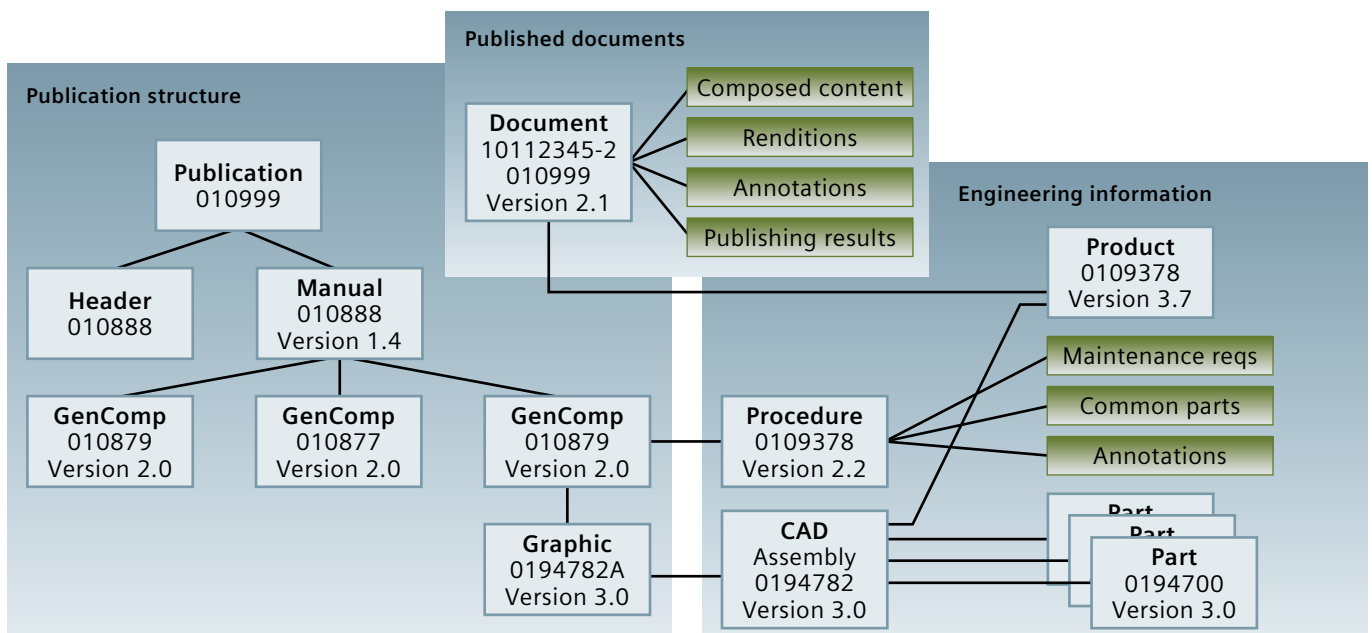 Published documents
Composed content
Renditions
Annotations
Publishing results
Document
10112345-2
010999
Version 2.1
Publication structure
Publication
010999
Header
010888
Manual
010888
Version 1.4
GenComp
010879
Version 2.0
GenComp
010877
Version 2.0
GenComp
010879
Version 2.0
Graphic
0194782A
Version 3.0
Engineering information
Product
0109378
Version 3.7
Maintenance reqs
Common parts
Annotations
Procedure
0109378
Version 2.2
CAD
Assembly
0194782
Version 3.0
Part
Part
Part
0194700
Version 3.0